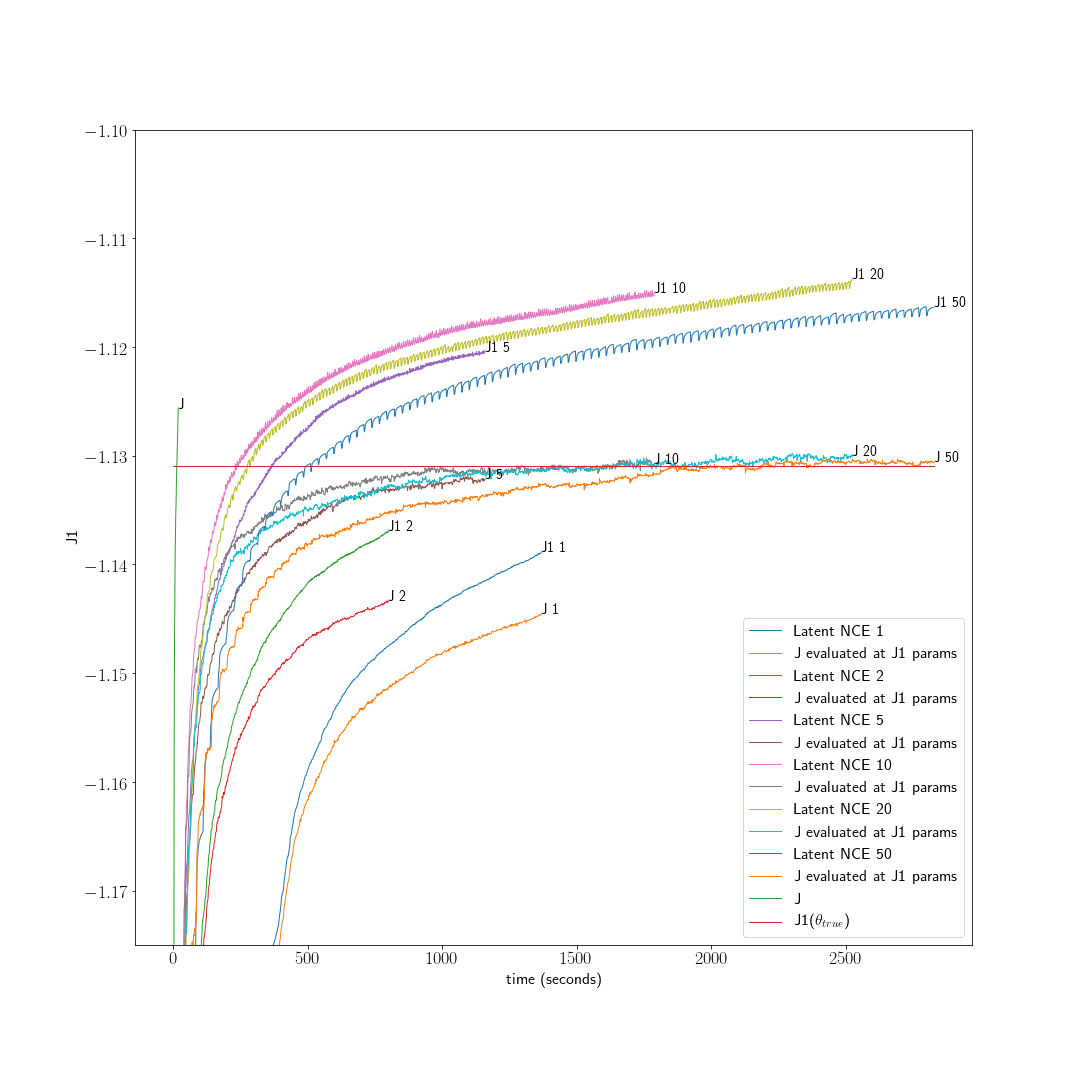 −1.10
−1.11
−1.12
−1.13
−1.14
−1.15
−1.16
−1.17
J1
0
500
1000
1500
2000
2500
time (seconds)
J
J1 10
J1 20
J1 50
J1 5
J 10
J 20
J 50
J 5
J1 2
J1 1
J 2
J 1
Latent NCE 1
J evaluated at J1 params
Latent NCE 2
J evaluated at J1 params
Latent NCE 5
J evaluated at J1 params
Latent NCE 10
J evaluated at J1 params
Latent NCE 20
J evaluated at J1 params
Latent NCE 50
J evaluated at J1 params
J
J1(θ_true)